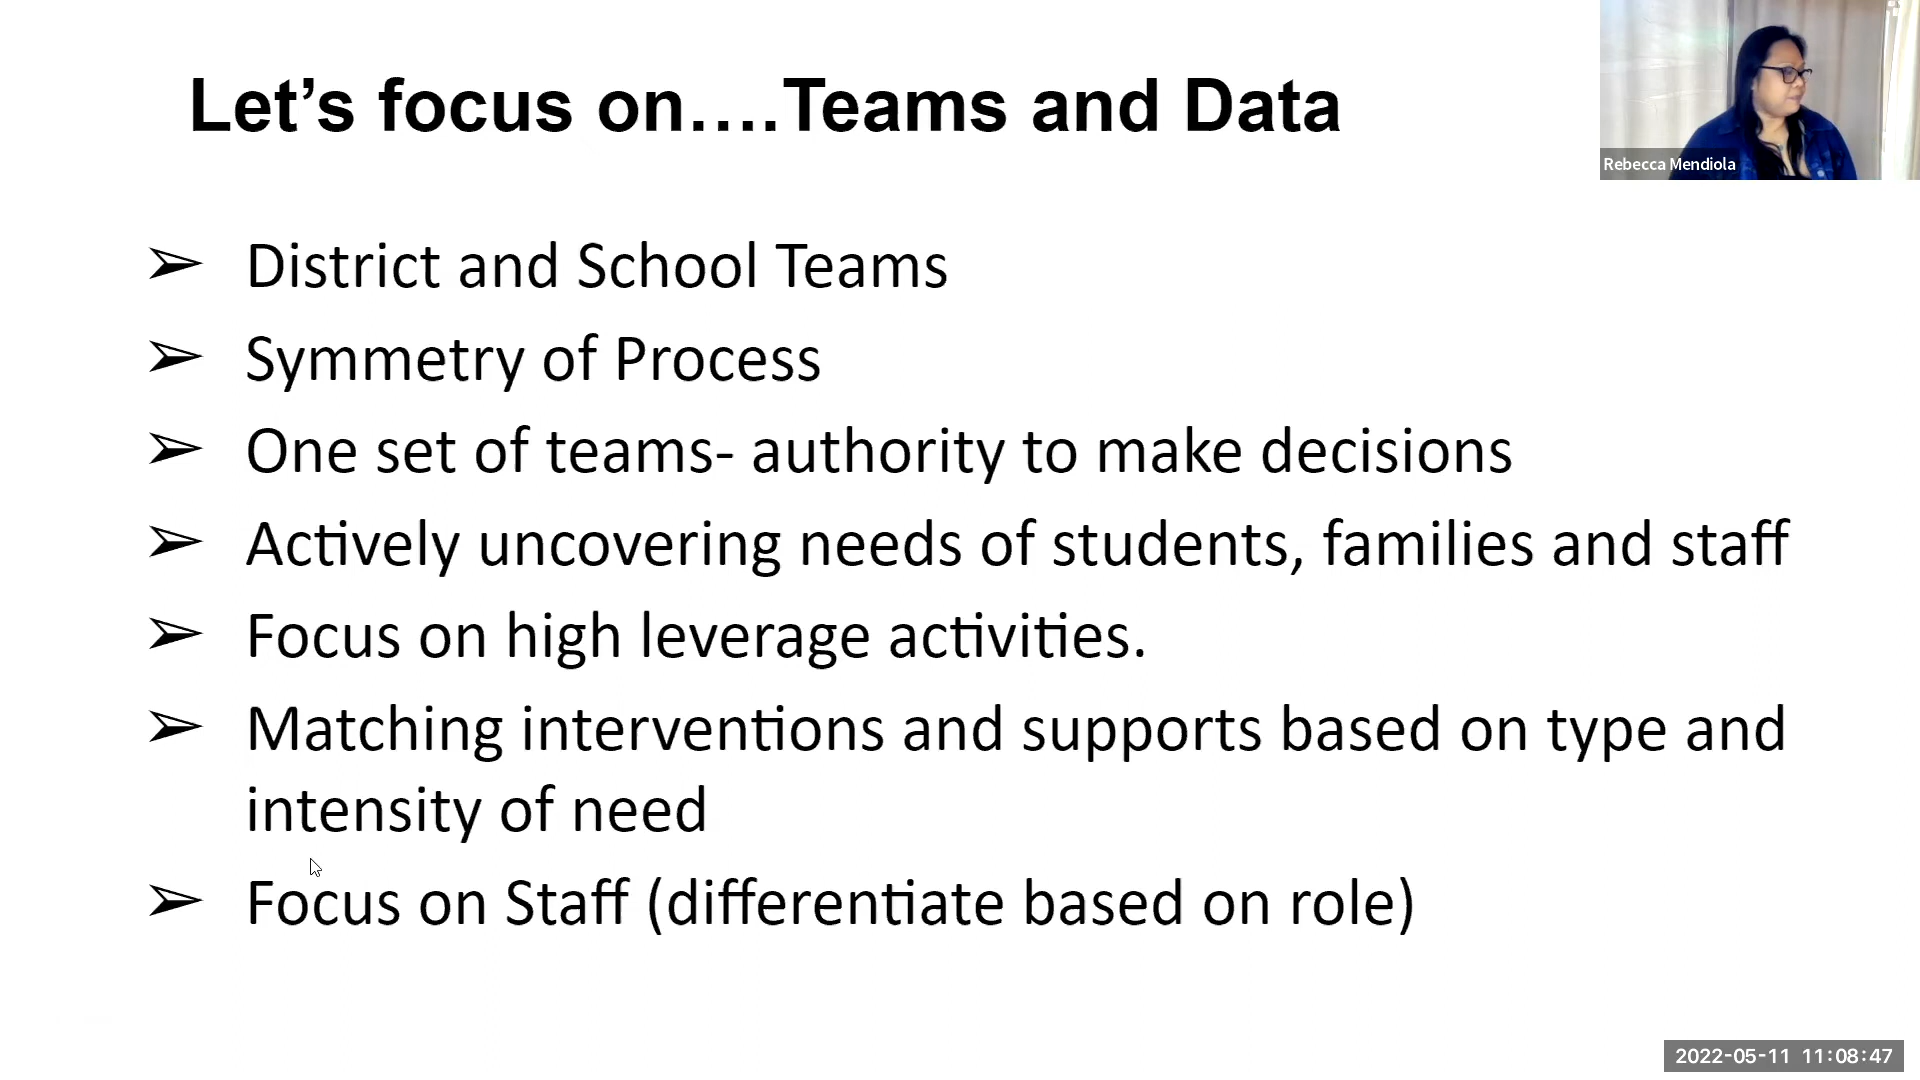 Let’s focus on….Teams and Data
Rebecca Mendiola
➢ District and School Teams
➢ Symmetry of Process
➢ One set of teams- authority to make decisions
➢ Actively uncovering needs of students, families and staff
➢ Focus on high leverage activities.
➢ Matching interventions and supports based on type and
intensity of need
➢ Focus on Staff (differentiate based on role)
2022-05-11 11:08:47